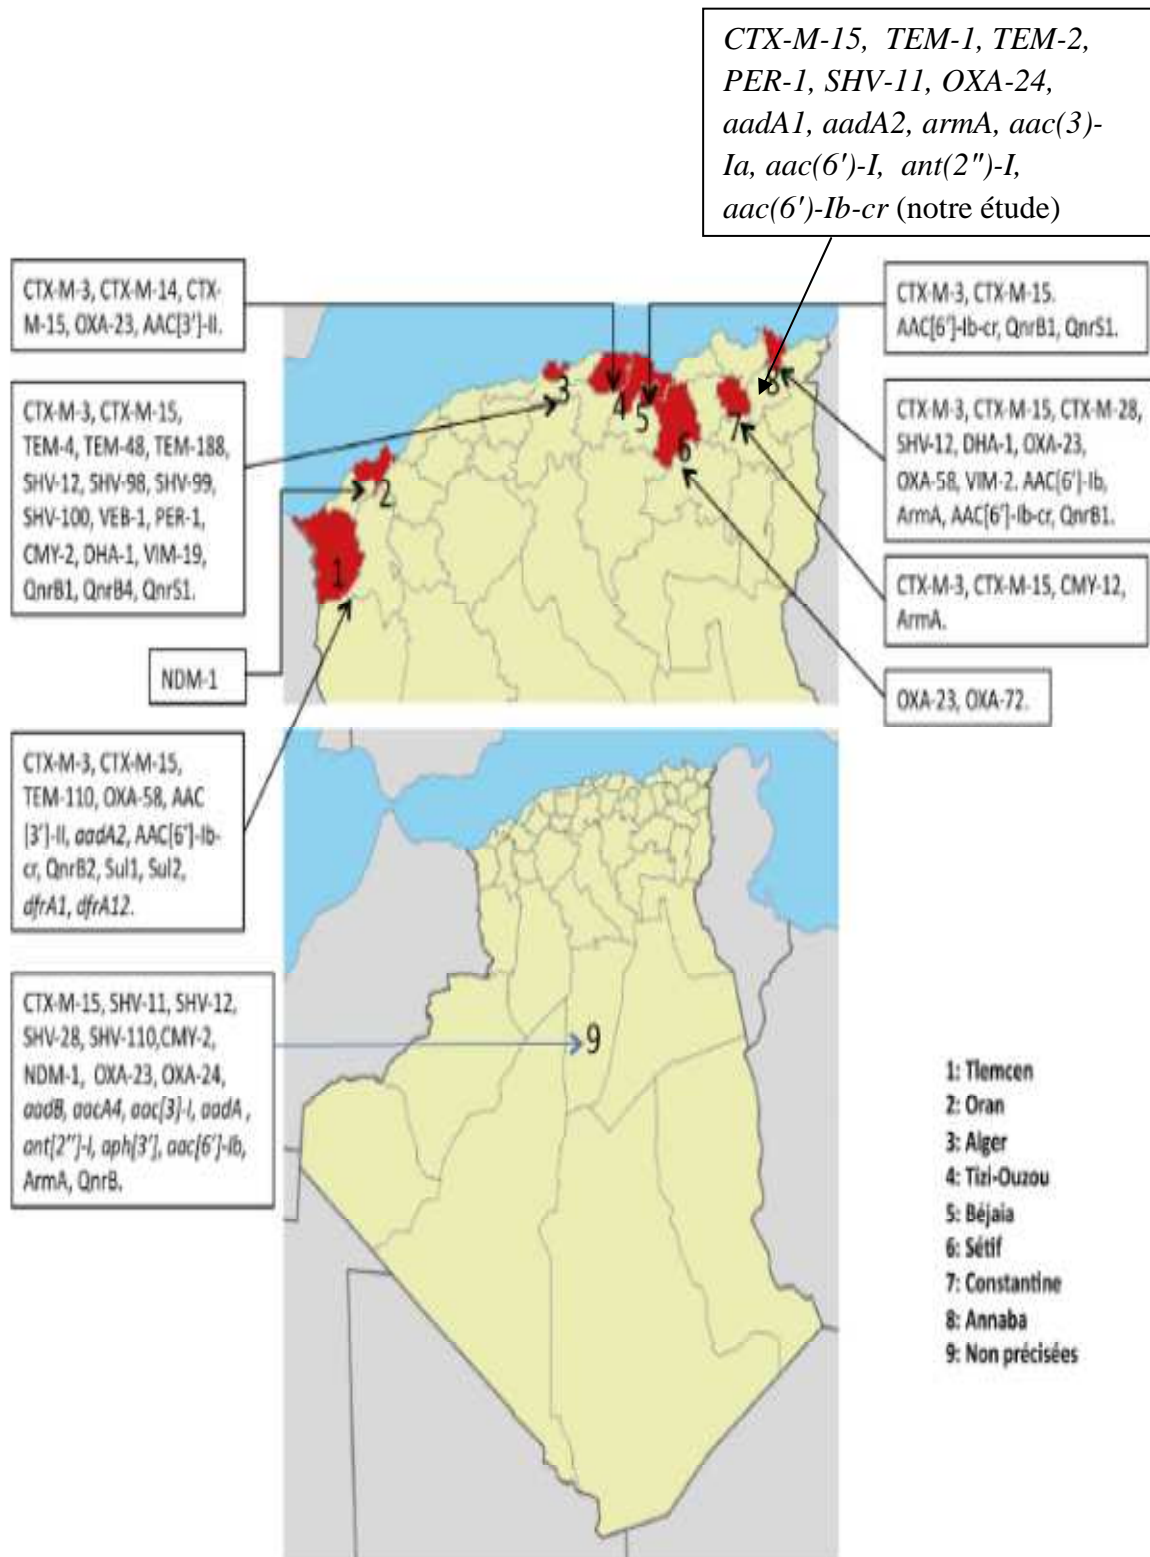 CTX-M-15, TEM-1, TEM-2,
PER-1, SHV-11, OXA-24,
aadA1, aadA2, armA, aac(3)-
Ia, aac(6′)-I, ant(2″)-I,
aac(6′)-Ib-cr (notre étude)
CTX-M-3, CTX-M-14, CTX-
M-15, OXA-23, AAC[3′]-II.
CTX-M-3, CTX-M-15.
AAC[6′]-Ib-cr, QnrB1, QnrS1.
CTX-M-3, CTX-M-15,
TEM-4, TEM-48, TEM-188,
SHV-12, SHV-98, SHV-99,
SHV-100, VEB-1, PER-1,
CMY-2, DHA-1, VIM-19,
QnrB1, QnrB4, QnrS1.
CTX-M-3, CTX-M-15, CTX-M-28,
SHV-12, DHA-1, OXA-23,
OXA-58, VIM-2. AAC[6′]-Ib,
ArmA, AAC[6′]-Ib-cr, QnrB1.
CTX-M-3, CTX-M-15, CMY-12,
ArmA.
NDM-1
OXA-23, OXA-72.
1
2
3
4
5
6
7
8
CTX-M-3, CTX-M-15,
TEM-110, OXA-58, AAC
[3′]-II, aadA2, AAC[6′]-Ib-
cr, QnrB2, Sul1, Sul2,
dfrA1, dfrA12.
CTX-M-15, SHV-11, SHV-12,
SHV-28, SHV-110,CMY-2,
NDM-1, OXA-23, OXA-24,
aadB, aacA4, aac[3]-I, aadA ,
ant[2″]-I, aph[3′], aac[6′]-Ib,
ArmA, QnrB.
9
1: Tlemcen
2: Oran
3: Alger
4: Tizi-Ouzou
5: Béjaia
6: Sétif
7: Constantine
8: Annaba
9: Non précisées